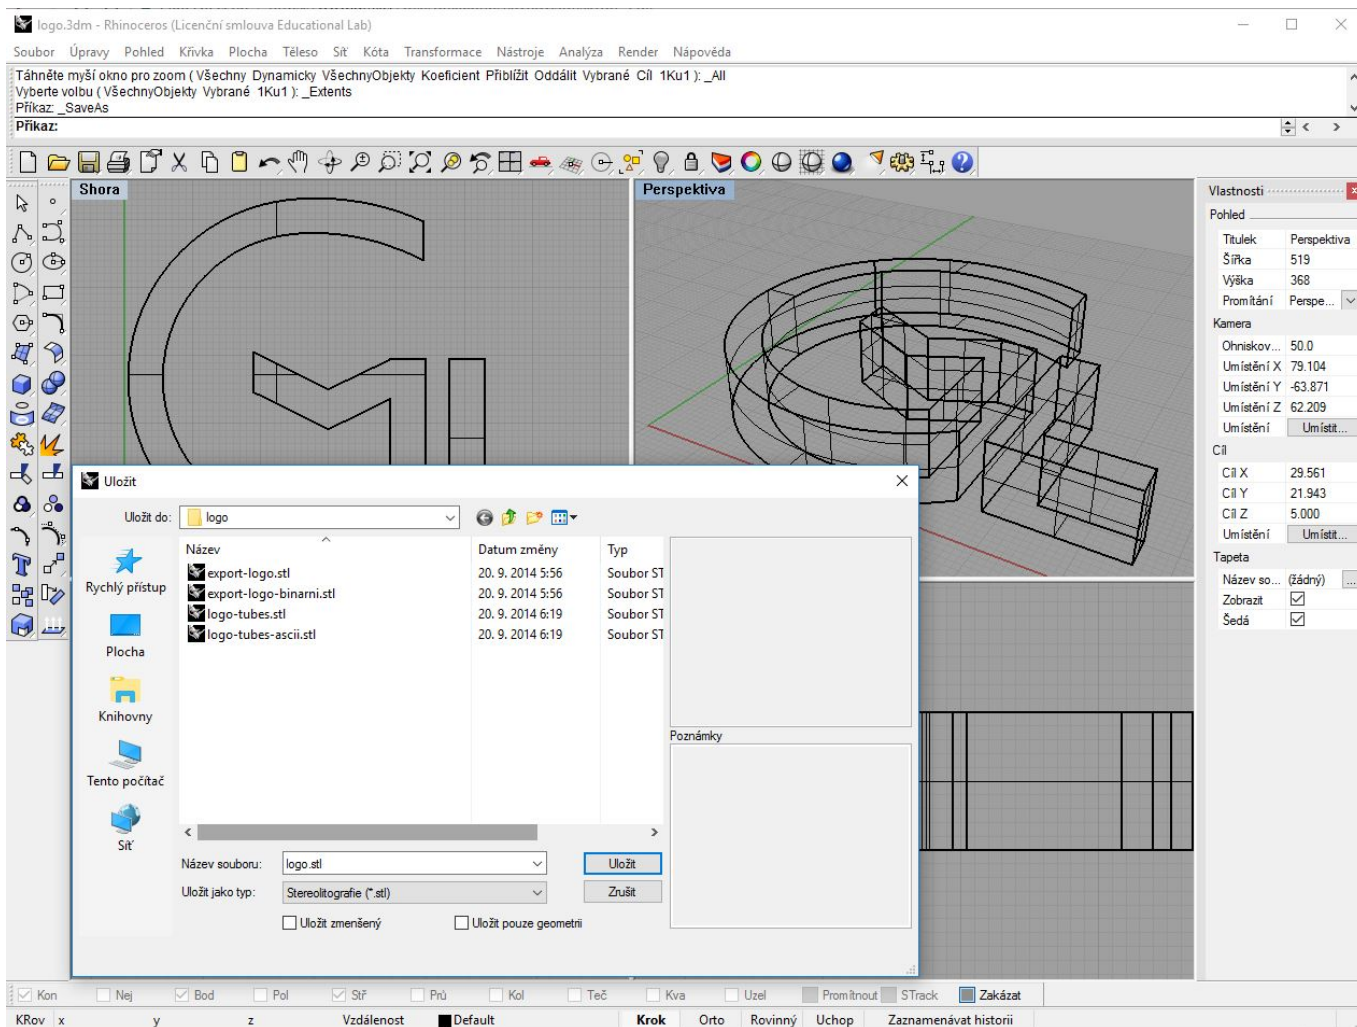 logo.3dm - Rhinoceros (Licenční smlouva Educational Lab)
Soubor Úpravy Pohled Křivka Plocha Těleso Síť Kóta Transformace Nástroje Analýza Render Nápověda
Táhněte myší okno pro zoom ( Všechny Dynamicky VšechnyObjekty Koeficient Přiblížit Oddálit Vybrané Cíl 1Ku1 ): _All
Vyberte volbu ( VšechnyObjekty Vybrané 1Ku1 ): _Extents
Příkaz: _SaveAs
Příkaz:
Shora
Perspektiva
Vlastnosti
Pohled
Titulek Perspektiva
Šířka 519
Výška 368
Promítání Perspe...
Kamera
Ohniskov... 50.0
Umístění X 79.104
Umístění Y -63.871
Umístění Z 62.209
Umístění Umístit...
Cíl
Cíl X 29.561
Cíl Y 21.943
Cíl Z 5.000
Umístění Umístit...
Tapeta
Název so... (žádný) ...
Zobrazit
Šedá
Uložit
Uložit do: logo
Název Datum změny Typ
export-logo.stl 20. 9. 2014 5:56 Soubor ST
export-logo-binarni.stl 20. 9. 2014 5:56 Soubor ST
logo-tubes.stl 20. 9. 2014 6:19 Soubor ST
logo-tubes-ascii.stl 20. 9. 2014 6:19 Soubor ST
Rychlý přístup
Plocha
Knihovny
Tento počítač
Síť
Poznámky
Název souboru: logo.stl Uložit
Uložit jako typ: Stereolitografie (*.stl) Zrušit
Uložit zmenšený Uložit pouze geometrii
Kon Nej Bod Pol Stř Prů Kol Teč Kva Uzel Promítnout STrack Zakázat
KRov x y z Vzdálenost Default Krok Orto Rovinný Uchop Zaznamenávat historii